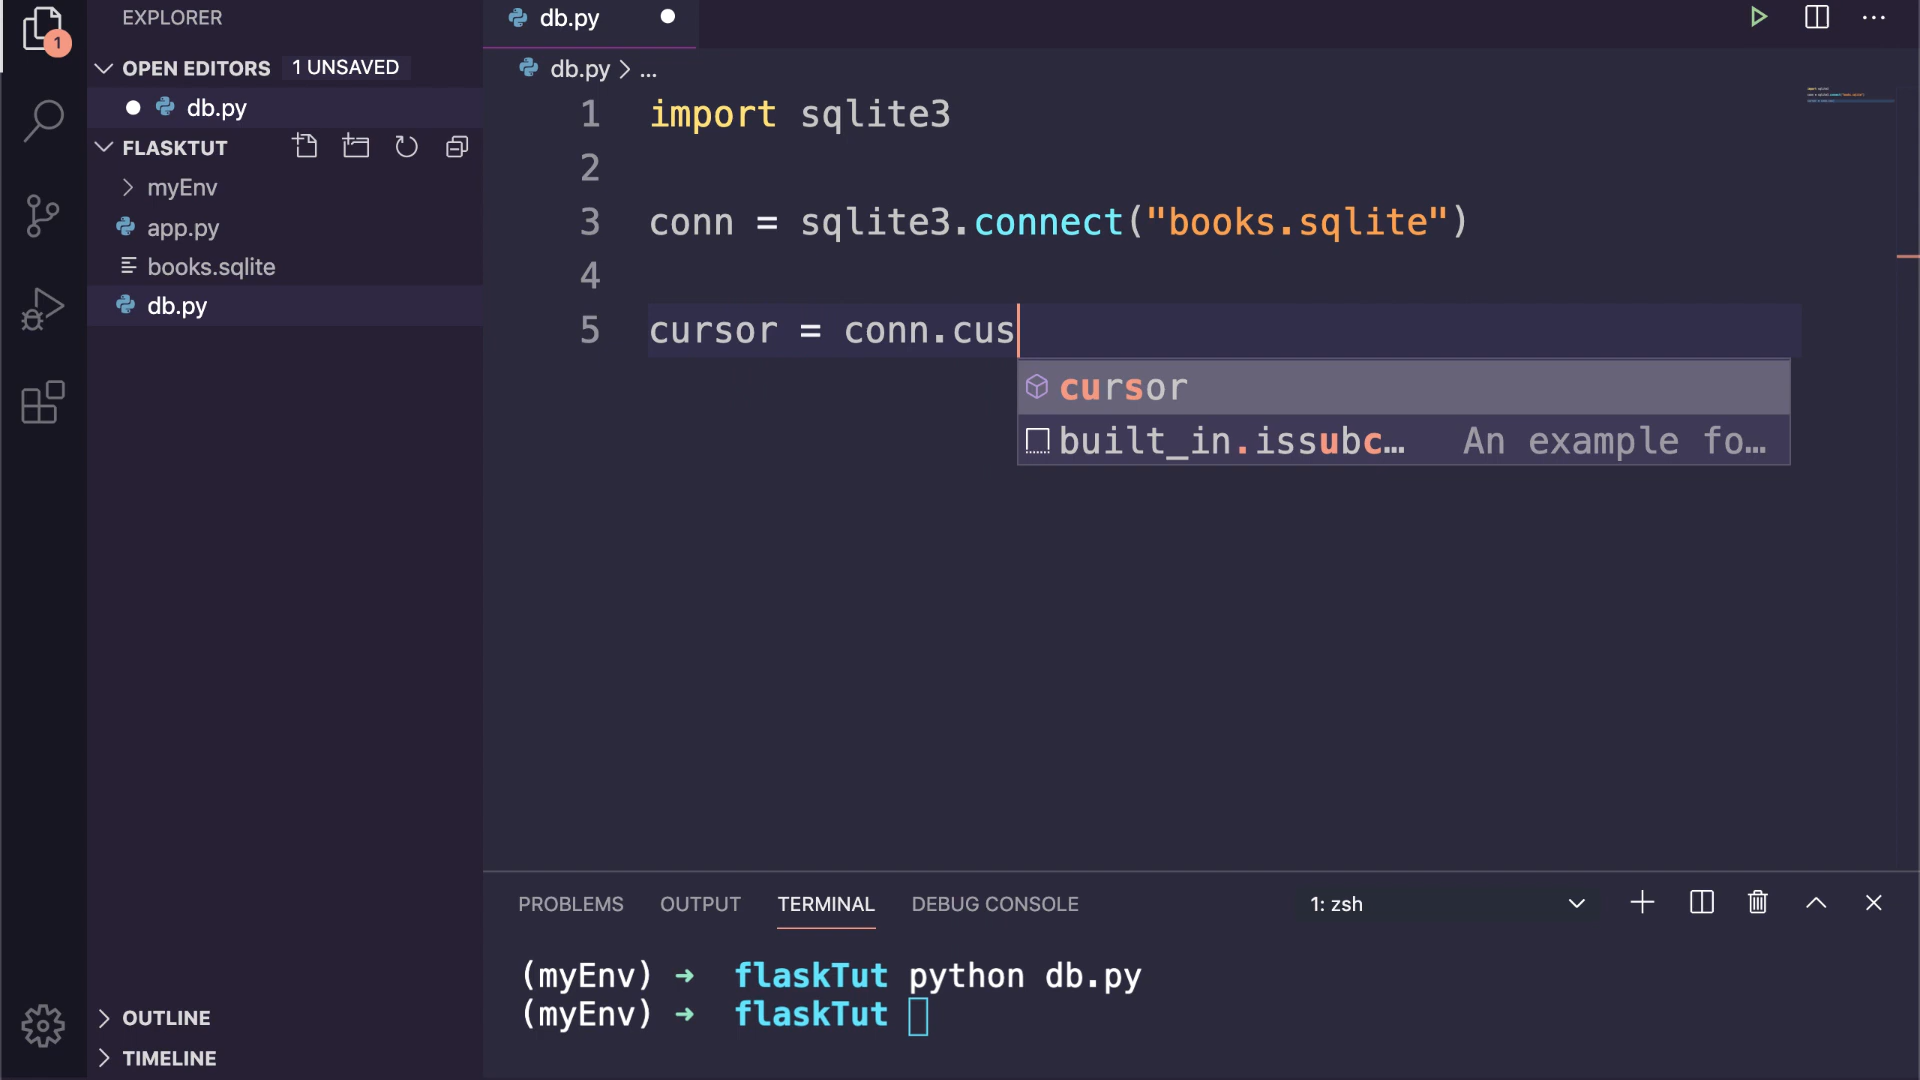 EXPLORER
1
OPEN EDITORS 1 UNSAVED
db.py
FLASKTUT
myEnv
app.py
books.sqlite
db.py
OUTLINE
TIMELINE
db.py
db.py > ...
1 import sqlite3
2
3 conn = sqlite3.connect("books.sqlite")
4
5 cursor = conn.cus
cursor
built_in.issubc… An example fo…
PROBLEMS OUTPUT TERMINAL DEBUG CONSOLE 1: zsh
(myEnv) ➜ flaskTut python db.py
(myEnv) ➜ flaskTut